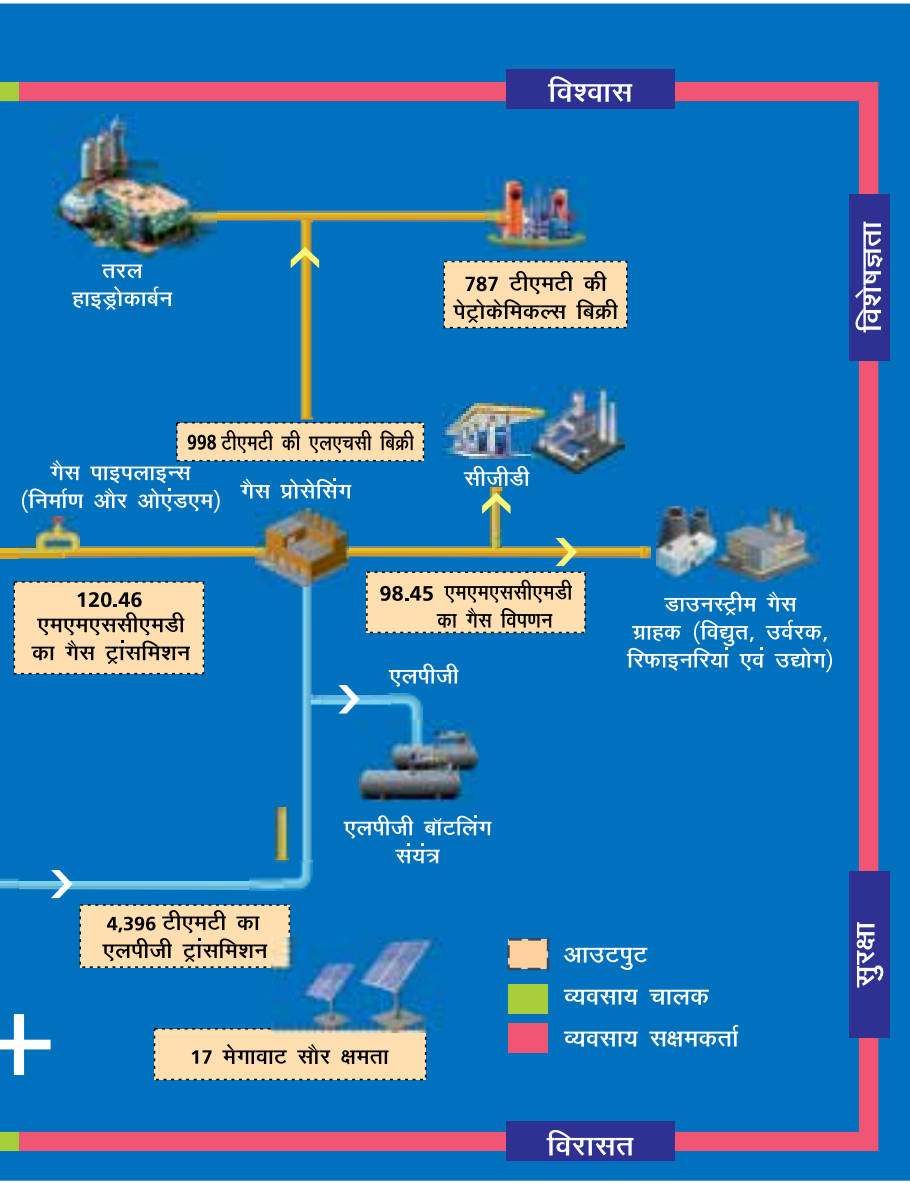 विश्वास
विशेषज्ञता
तरल
हाइड्रोकार्बन
787 टीएमटी की
पेट्रोकेमिकल्स बिक्री
998 टीएमटी की एलएचसी बिक्री
सीजीडी
गैस पाइपलाइन्स
(निर्माण और ओएंडएम)
गैस प्रोसेसिंग
120.46
एमएमएससीएमडी
का गैस ट्रांसमिशन
98.45 एमएमएससीएमडी
का गैस विपणन
डाउनस्ट्रीम गैस
ग्राहक (विद्युत, उर्वरक,
रिफाइनरियां एवं उद्योग)
एलपीजी
एलपीजी बॉटलिंग
संयंत्र
4,396 टीएमटी का
एलपीजी ट्रांसमिशन
17 मेगावाट सौर क्षमता
आउटपुट
व्यवसाय चालक
व्यवसाय सक्षमकर्ता
सुरक्षा
विरासत